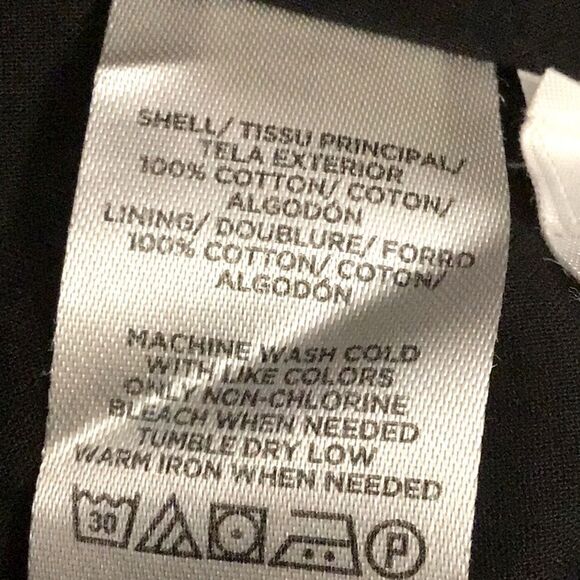 SHELL/ TISSU PRINCIPAL/
TELA EXTERIOR
100% COTTON/ COTON/
ALGODÓN
LINING/ DOUBLURE/ FORRO
100% COTTON/ COTON/
ALGODÓN
MACHINE WASH COLD
WITH LIKE COLORS
ONLY NON-CHLORINE
BLEACH WHEN NEEDED
TUMBLE DRY LOW
WARM IRON WHEN NEEDED
30 P